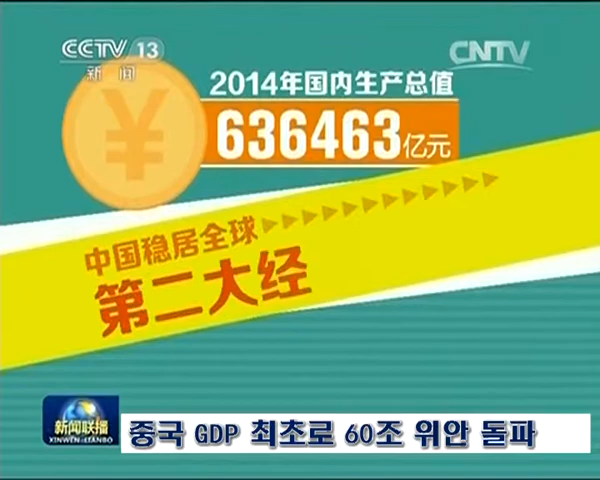 CCTV 13
新闻
CNTV
¥
2014年国内生产总值
636463亿元
中国稳居全球
第二大经
新闻联播
XINWEN LIANBO
중국 GDP 최초로 60조 위안 돌파